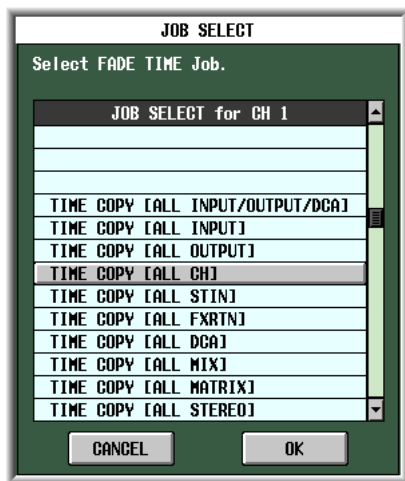 JOB SELECT
Select FADE TIME Job.
JOB SELECT for CH 1
TIME COPY [ALL INPUT/OUTPUT/DCA]
TIME COPY [ALL INPUT]
TIME COPY [ALL OUTPUT]
TIME COPY [ALL CH]
TIME COPY [ALL STIN]
TIME COPY [ALL FXRTN]
TIME COPY [ALL DCA]
TIME COPY [ALL MIX]
TIME COPY [ALL MATRIX]
TIME COPY [ALL STEREO]
CANCEL OK